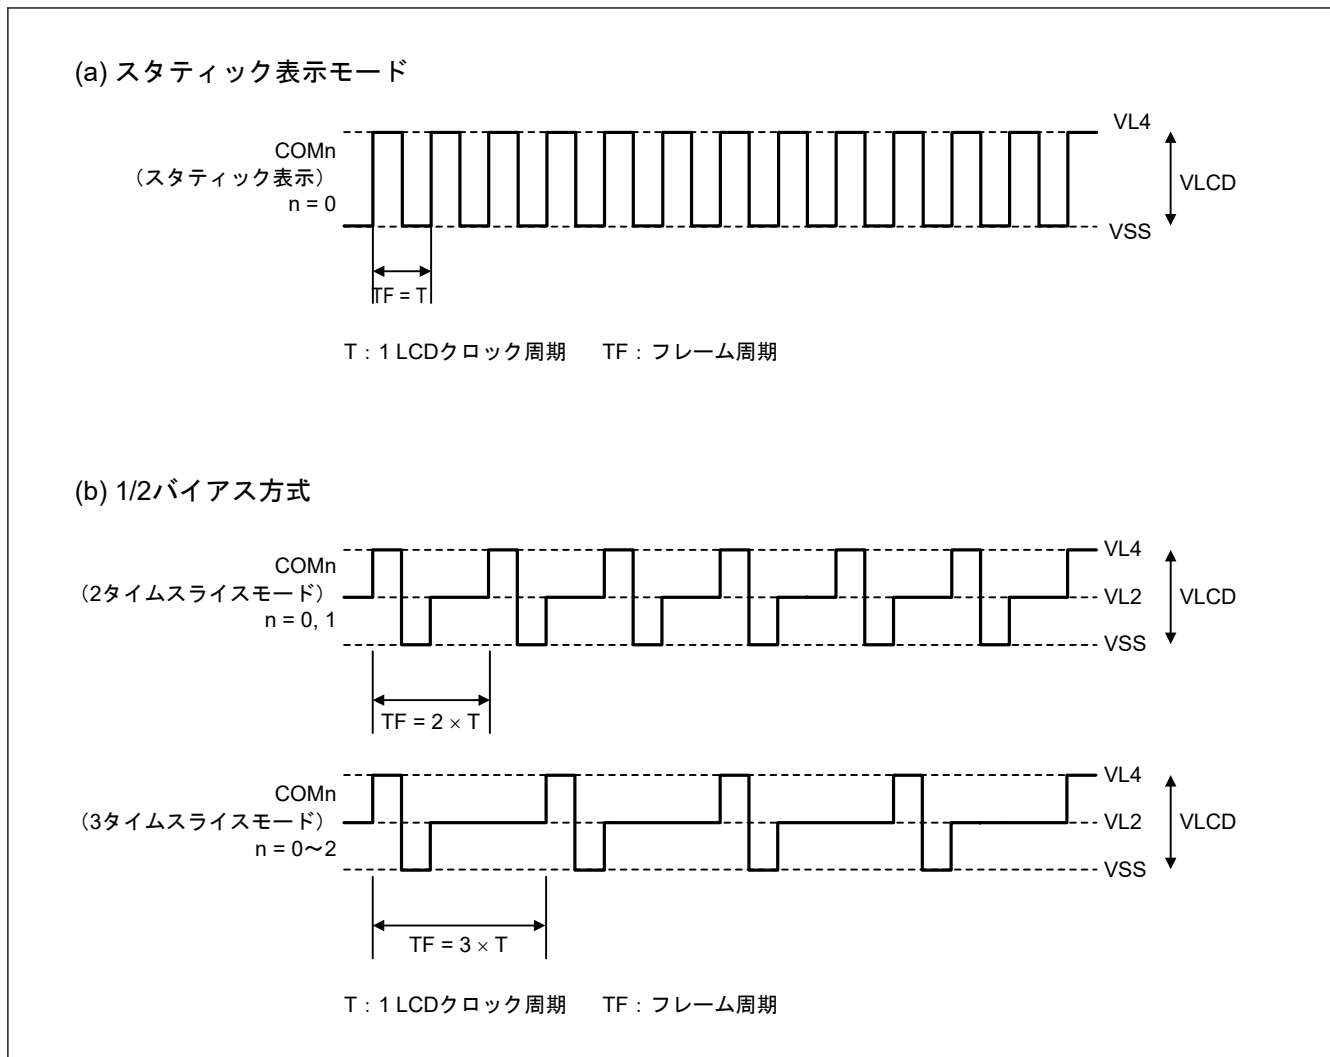 (a) スタティック表示モード
VL4
COMn
（スタティック表示）
VLCD
n = 0
VSS
TF = T
T：1 LCDクロック周期 TF：フレーム周期
(b) 1/2バイアス方式
VL4
COMn
（2タイムスライスモード）
VL2
VLCD
n = 0, 1
VSS
TF = 2 × T
VL4
COMn
（3タイムスライスモード）
VL2
VLCD
n = 0～2
VSS
TF = 3 × T
T：1 LCDクロック周期 TF：フレーム周期